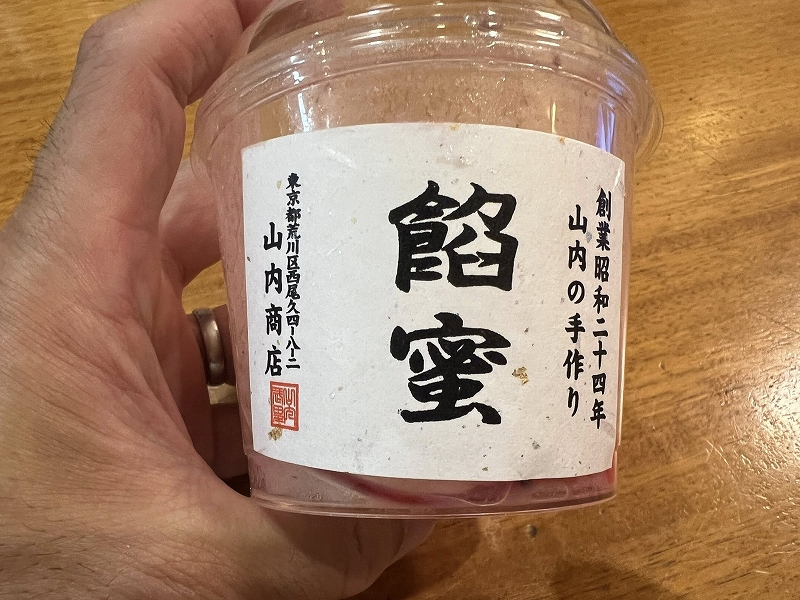 創業昭和二十四年
山内の手作り
餡蜜
東京都荒川区西尾久四ー八ー二
山内商店